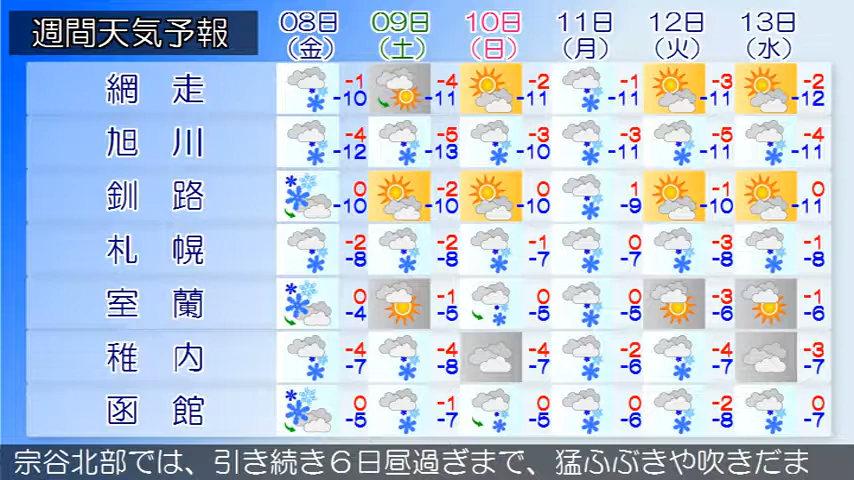 週間天気予報 08日 09日 10日 11日 12日 13日
(金) (土) (日) (月) (火) (水)
網走 -1 -10 -4 -11 -2 -11 -1 -11 -3 -11 -2 -12
旭川 -4 -12 -5 -13 -3 -10 -3 -11 -5 -11 -4 -11
釧路 0 -10 -2 -10 0 -10 1 -9 -1 -10 0 -11
札幌 -2 -8 -2 -8 -1 -7 0 -7 -3 -8 -1 -8
室蘭 0 -4 -1 -5 0 -5 0 -5 -3 -6 -1 -6
稚内 -4 -7 -4 -8 -4 -7 -2 -6 -4 -7 -3 -7
函館 0 -5 -1 -7 0 -5 0 -6 -2 -8 0 -7
宗谷北部では、引き続き6日昼過ぎまで、猛ふぶきや吹きだま